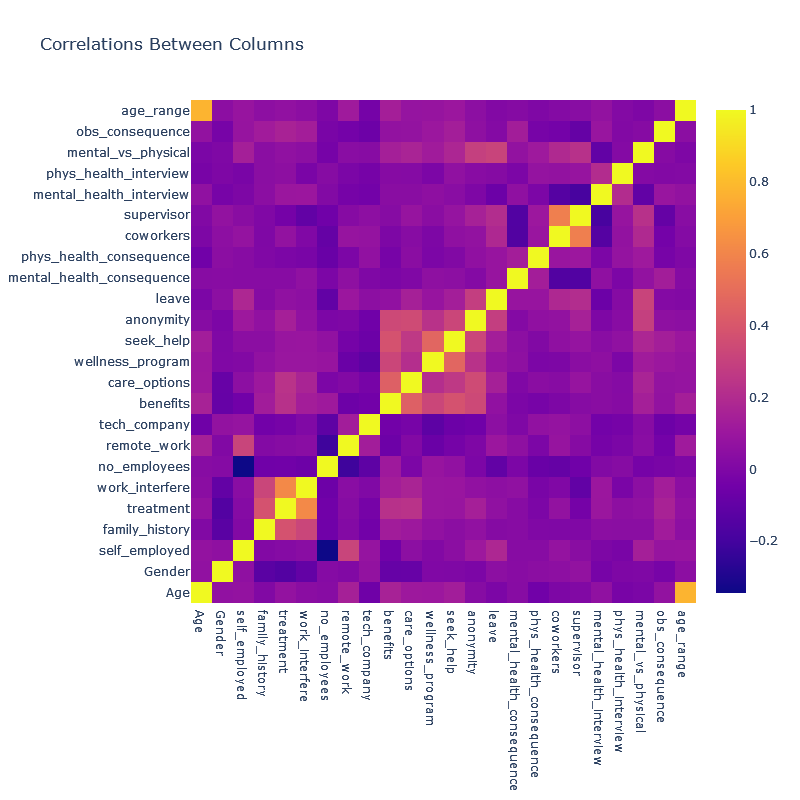 Correlations Between Columns
age_range
obs_consequence
mental_vs_physical
phys_health_interview
mental_health_interview
supervisor
coworkers
phys_health_consequence
mental_health_consequence
leave
anonymity
seek_help
wellness_program
care_options
benefits
tech_company
remote_work
no_employees
work_interfere
treatment
family_history
self_employed
Gender
Age
Age
Gender
self_employed
family_history
treatment
work_interfere
no_employees
remote_work
tech_company
benefits
care_options
wellness_program
seek_help
anonymity
leave
mental_health_consequence
phys_health_consequence
coworkers
supervisor
mental_health_interview
phys_health_interview
mental_vs_physical
obs_consequence
age_range
1
0.8
0.6
0.4
0.2
0
−0.2